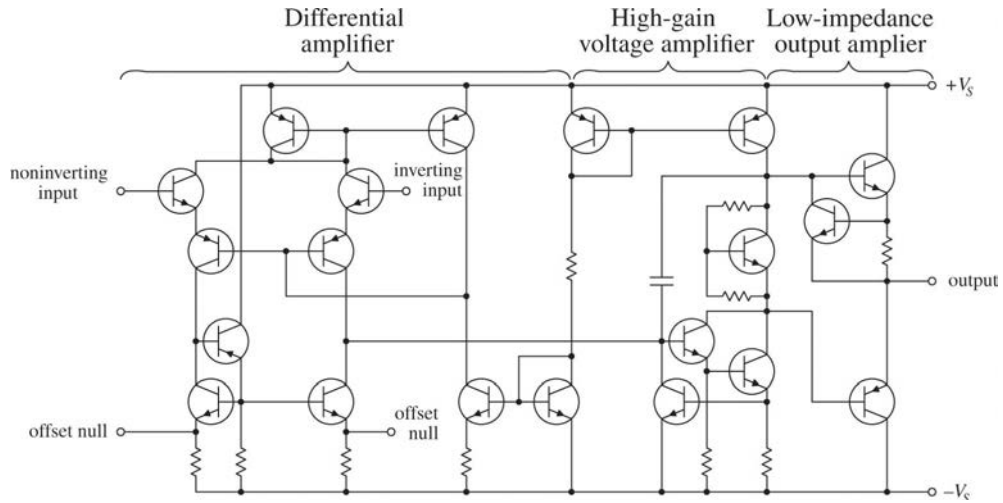 Differential
amplifier
High-gain
voltage amplifier
Low-impedance
output amplier
+V_S
noninverting
input
inverting
input
output
offset null
offset
null
−V_S